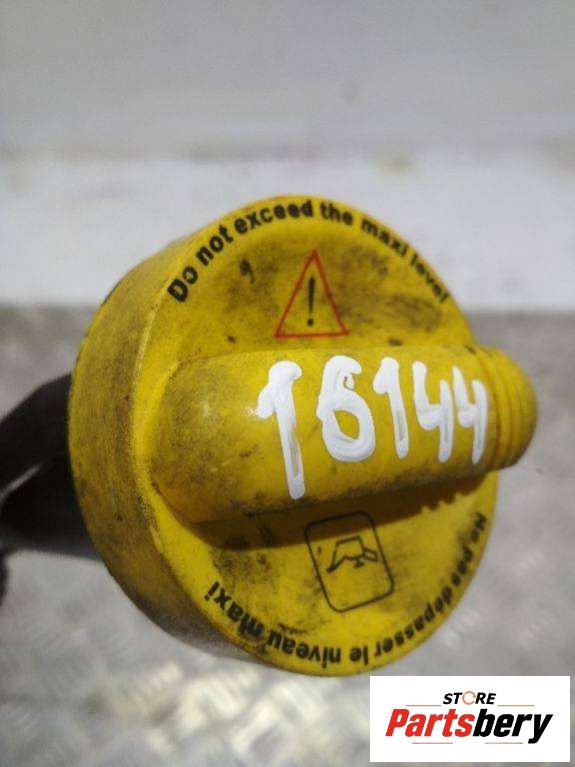 Do not exceed the maxi level
!
16144
Ne pas dépasser le niveau maxi
STORE
Partsbery